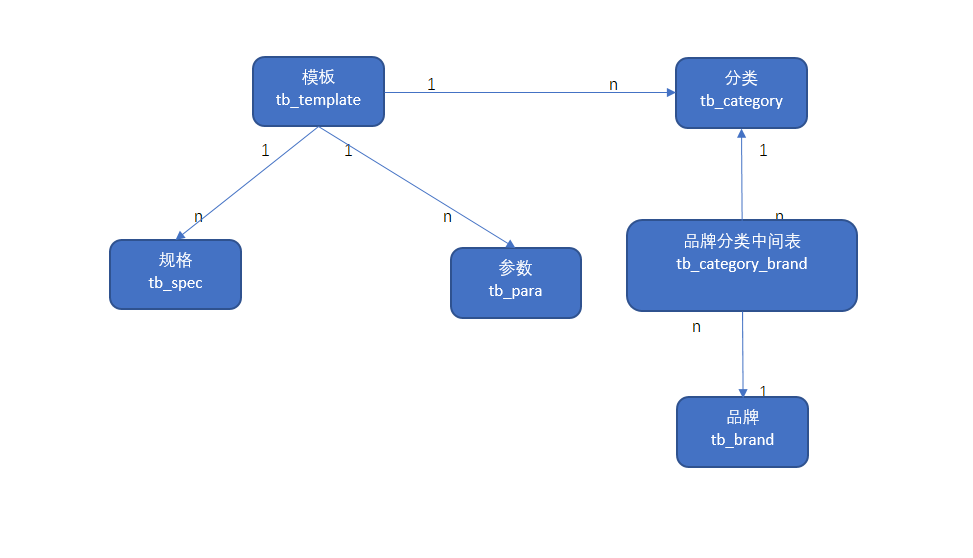 模板
tb_template
1
n
分类
tb_category
1
1
1
n
n
n
品牌分类中间表
tb_category_brand
规格
tb_spec
参数
tb_para
n
1
品牌
tb_brand